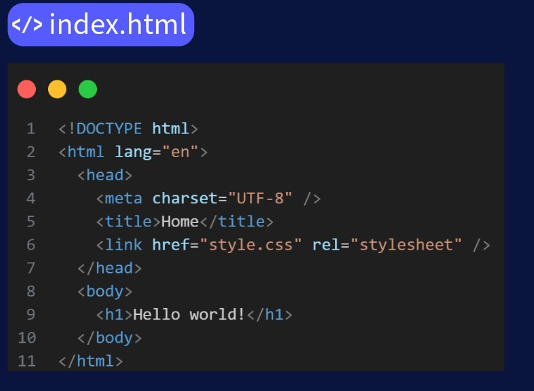 </> index.html
1 <!DOCTYPE html>
2 <html lang="en">
3   <head>
4     <meta charset="UTF-8" />
5     <title>Home</title>
6     <link href="style.css" rel="stylesheet" />
7   </head>
8   <body>
9     <h1>Hello world!</h1>
10   </body>
11 </html>